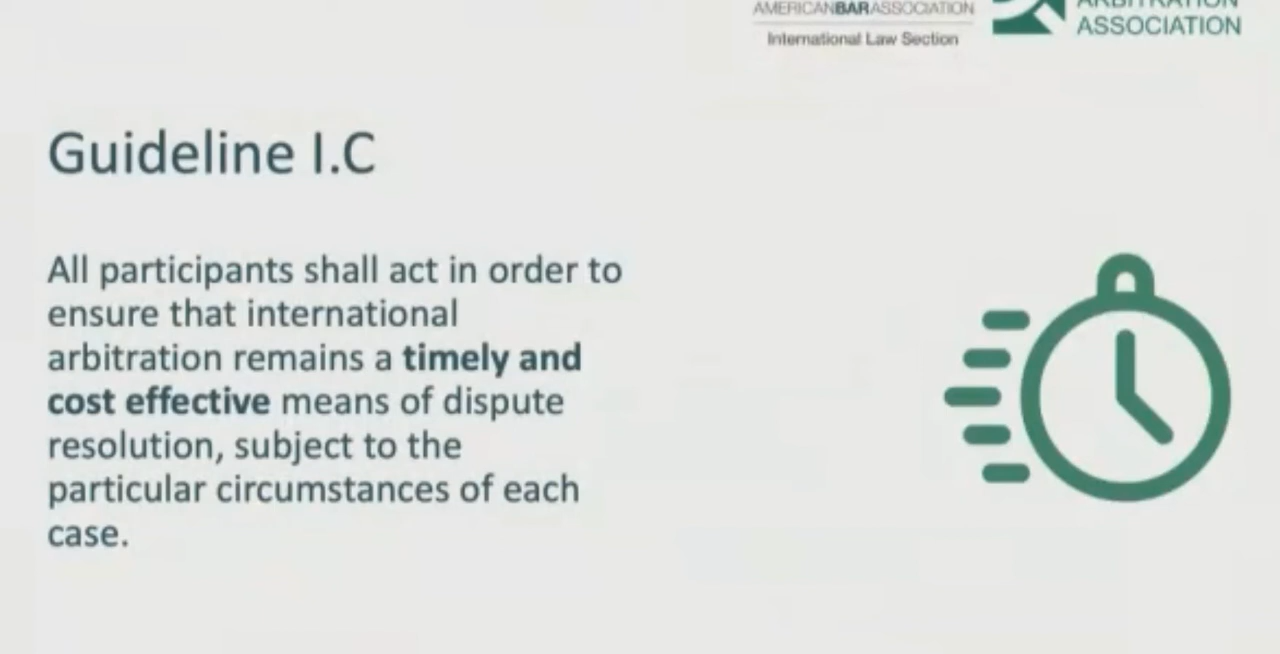 AMERICANBARASSOCIATION
International Law Section
ARBITRATION
ASSOCIATION
Guideline I.C
All participants shall act in order to
ensure that international
arbitration remains a timely and
cost effective means of dispute
resolution, subject to the
particular circumstances of each
case.